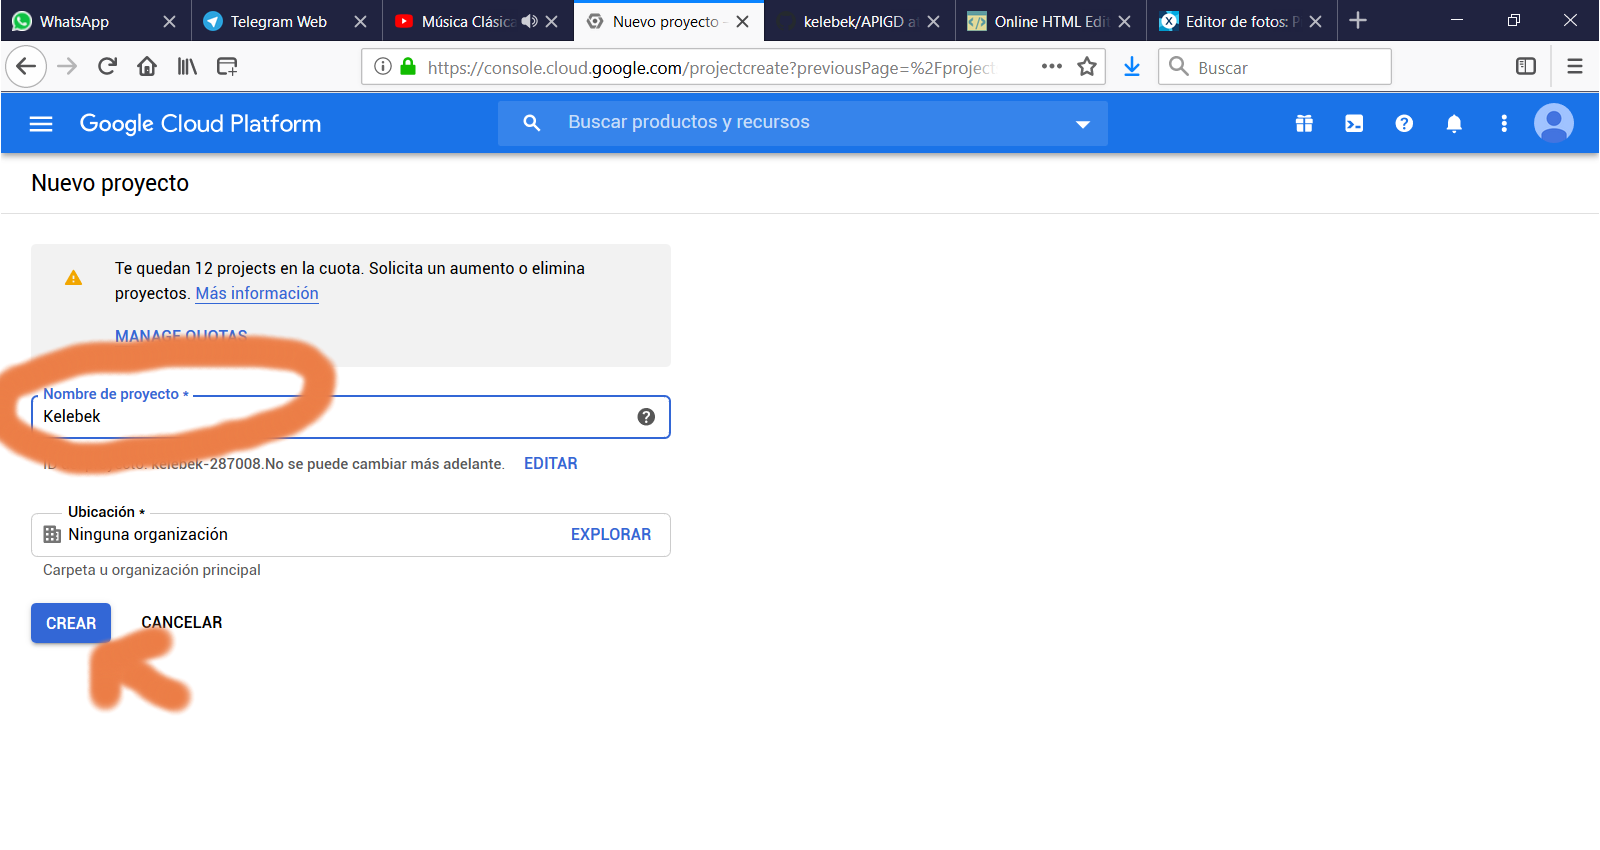 WhatsApp
Telegram Web
Música Clásica
Nuevo proyecto -
kelebek/APIGD a
Online HTML Edit
Editor de fotos: P
https://console.cloud.google.com/projectcreate?previousPage=%2Fproject
Buscar
Google Cloud Platform
Buscar productos y recursos
Nuevo proyecto
Te quedan 12 projects en la cuota. Solicita un aumento o elimina
proyectos. Más información
MANAGE QUOTAS
Nombre de proyecto *
Kelebek
kelebek-287008.No se puede cambiar más adelante. EDITAR
Ubicación *
Ninguna organización EXPLORAR
Carpeta u organización principal
CREAR CANCELAR